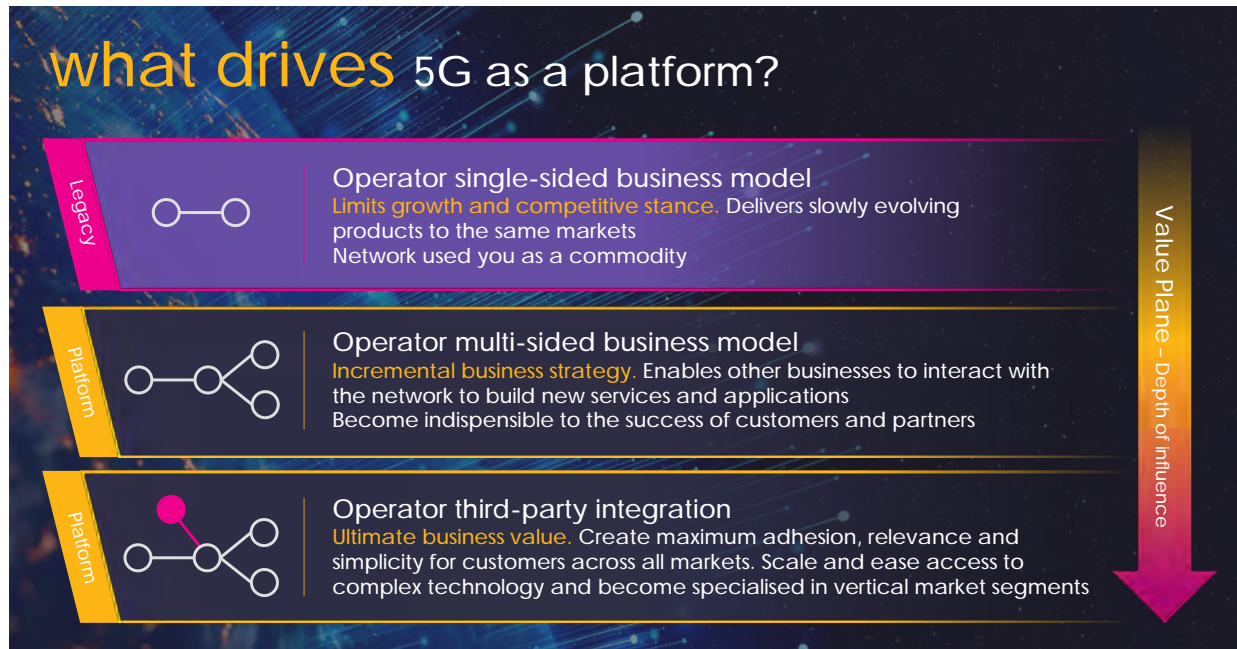 what drives 5G as a platform?
Legacy
Operator single-sided business model
Limits growth and competitive stance. Delivers slowly evolving
products to the same markets
Network used you as a commodity
Platform
Operator multi-sided business model
Incremental business strategy. Enables other businesses to interact with
the network to build new services and applications
Become indispensible to the success of customers and partners
Platform
Operator third-party integration
Ultimate business value. Create maximum adhesion, relevance and
simplicity for customers across all markets. Scale and ease access to
complex technology and become specialised in vertical market segments
Value Plane – Depth of influence